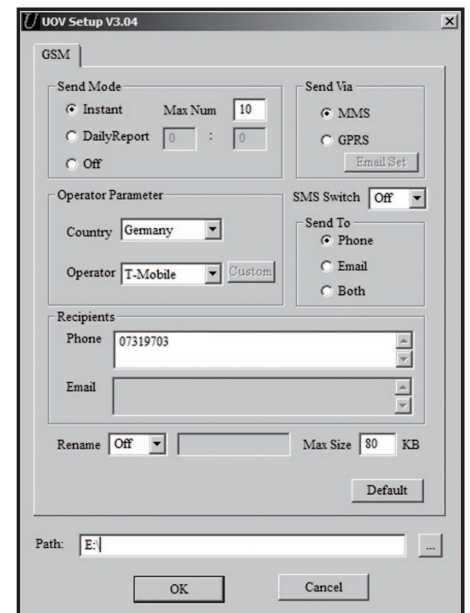 UOV Setup V3.04
GSM
Send Mode
Instant Max Num 10
DailyReport 0 : 0
Off
Send Via
MMS
GPRS
Email Set
Operator Parameter
Country Germany
Operator T-Mobile Custom
SMS Switch Off
Send To
Phone
Email
Both
Recipients
Phone 07319703
Email
Rename Off Max Size 80 KB
Default
Path: E:\ ...
OK Cancel